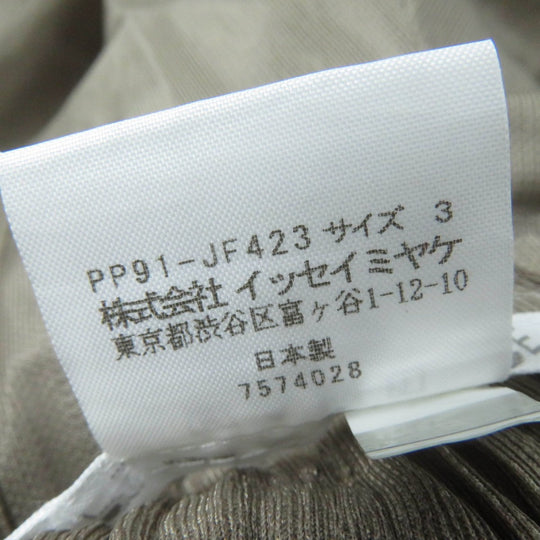 PP91-JF423 サイズ 3
株式会社 イッセイミヤケ
東京都渋谷区富ヶ谷1-12-10
日本製
7574028